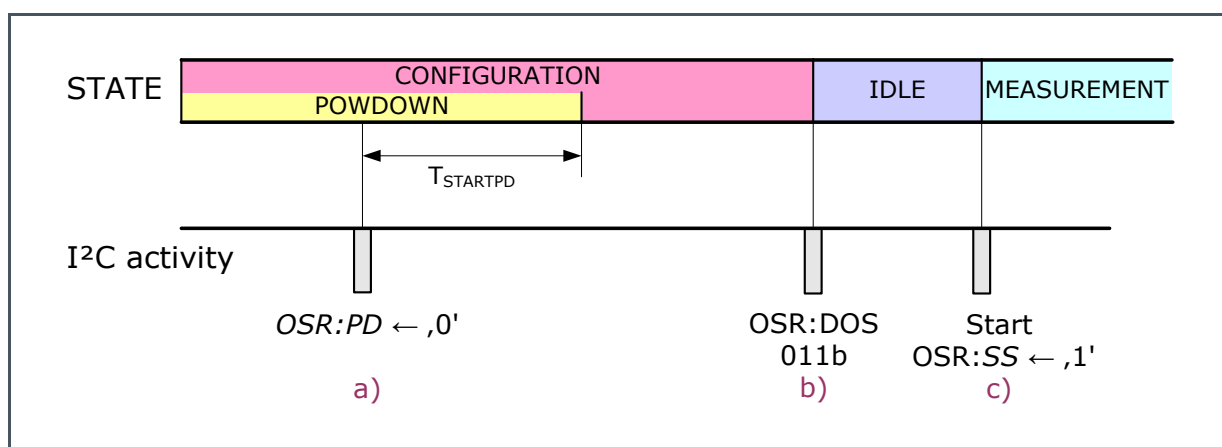 STATE
CONFIGURATION
POWDOWN
IDLE
MEASUREMENT
TSTARTPD
I²C activity
OSR:PD ← ,0'
OSR:DOS
011b
Start
OSR:SS ← ,1'
a)
b)
c)